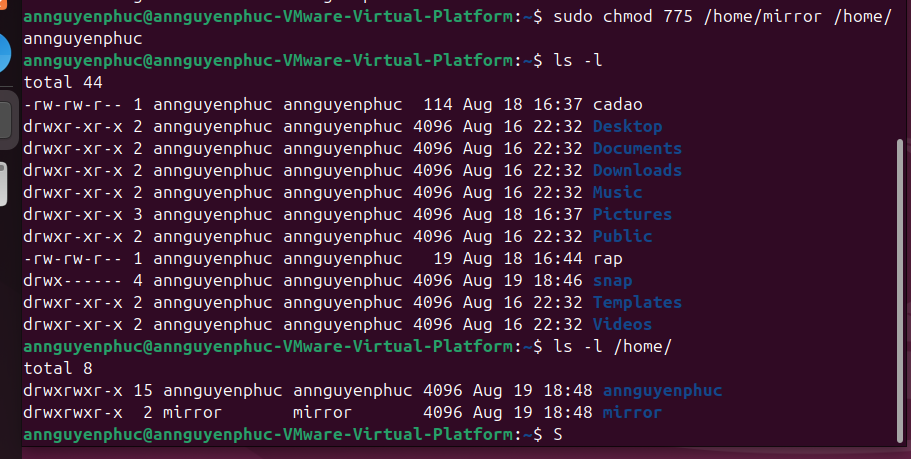 annguyenphuc@annguyenphuc-VMware-Virtual-Platform:~$ sudo chmod 775 /home/mirror /home/
annguyenphuc
annguyenphuc@annguyenphuc-VMware-Virtual-Platform:~$ ls -l
total 44
-rw-rw-r-- 1 annguyenphuc annguyenphuc  114 Aug 18 16:37 cadao
drwxr-xr-x 2 annguyenphuc annguyenphuc 4096 Aug 16 22:32 Desktop
drwxr-xr-x 2 annguyenphuc annguyenphuc 4096 Aug 16 22:32 Documents
drwxr-xr-x 2 annguyenphuc annguyenphuc 4096 Aug 16 22:32 Downloads
drwxr-xr-x 2 annguyenphuc annguyenphuc 4096 Aug 16 22:32 Music
drwxr-xr-x 3 annguyenphuc annguyenphuc 4096 Aug 18 16:37 Pictures
drwxr-xr-x 2 annguyenphuc annguyenphuc 4096 Aug 16 22:32 Public
-rw-rw-r-- 1 annguyenphuc annguyenphuc   19 Aug 18 16:44 rap
drwx------ 4 annguyenphuc annguyenphuc 4096 Aug 19 18:46 snap
drwxr-xr-x 2 annguyenphuc annguyenphuc 4096 Aug 16 22:32 Templates
drwxr-xr-x 2 annguyenphuc annguyenphuc 4096 Aug 16 22:32 Videos
annguyenphuc@annguyenphuc-VMware-Virtual-Platform:~$ ls -l /home/
total 8
drwxrwxr-x 15 annguyenphuc annguyenphuc 4096 Aug 19 18:48 annguyenphuc
drwxrwxr-x  2 mirror       mirror       4096 Aug 19 18:48 mirror
annguyenphuc@annguyenphuc-VMware-Virtual-Platform:~$ S